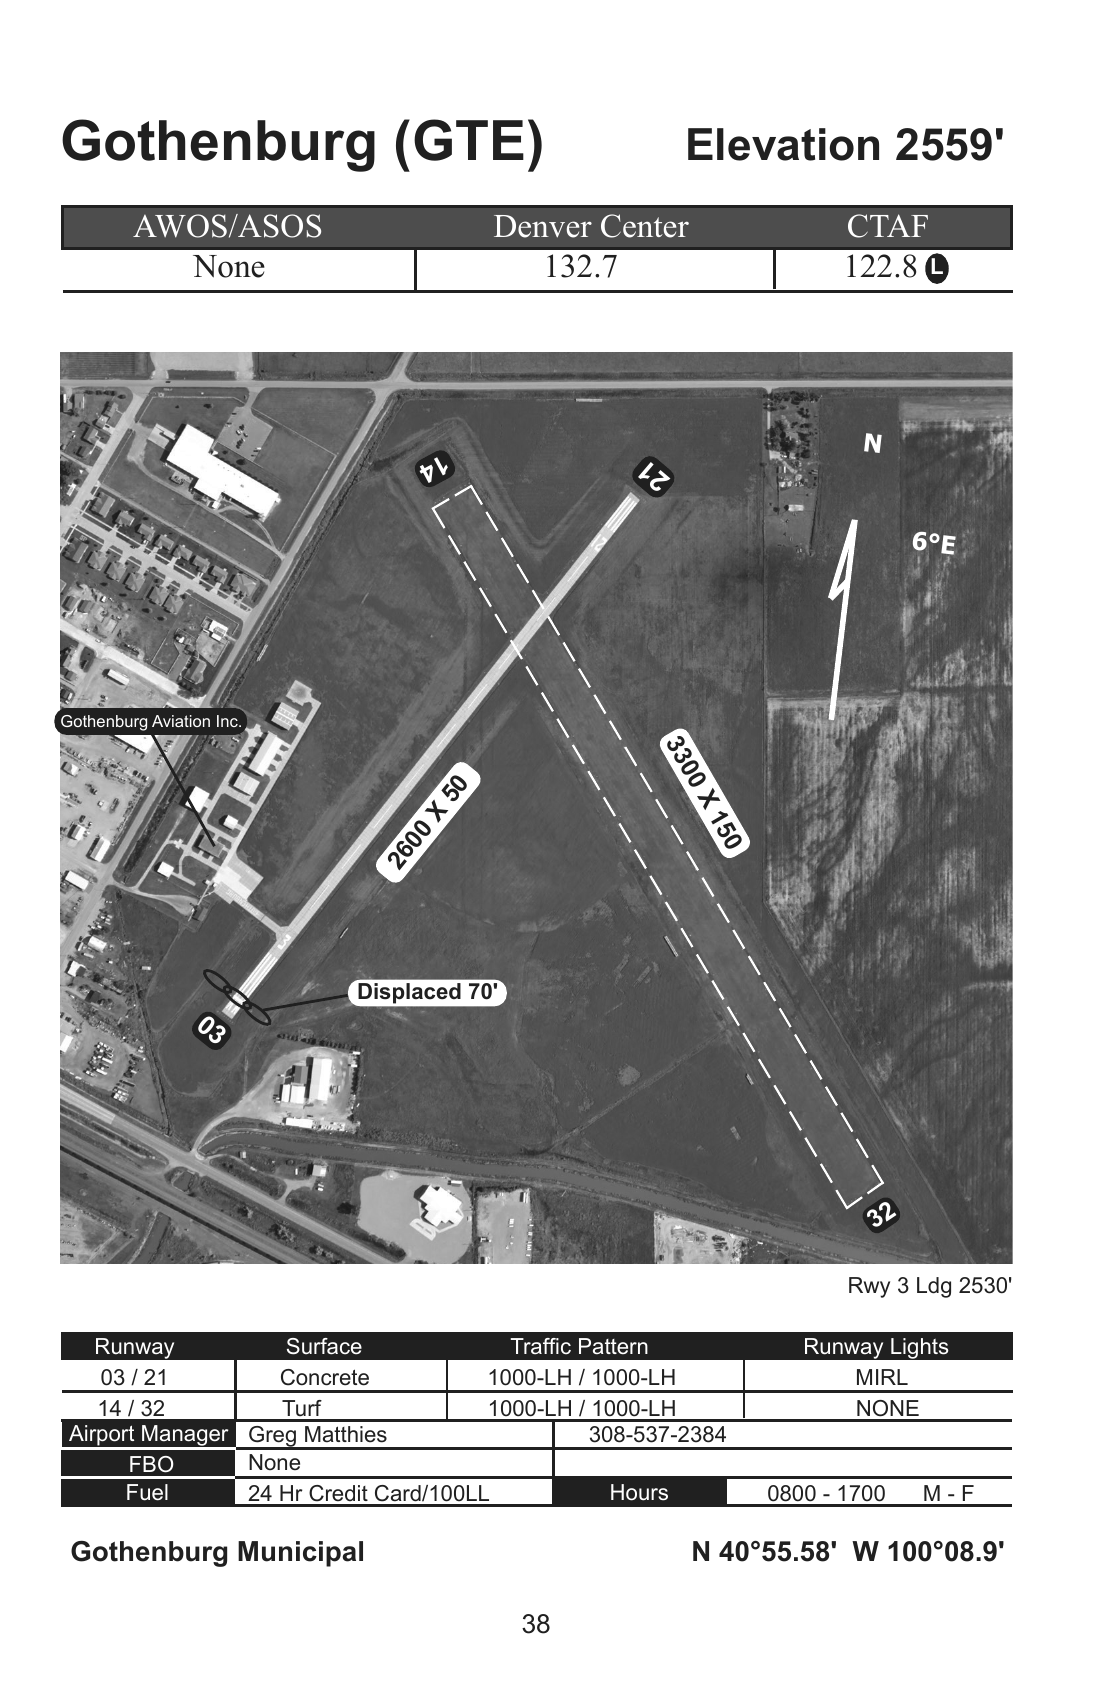 Gothenburg (GTE) Elevation 2559'
AWOS/ASOS Denver Center CTAF
None 132.7 122.8 L
14
21
N
6°E
Gothenburg Aviation Inc.
2
3300 X 150
2600 X 50
3
Displaced 70'
03
32
Rwy 3 Ldg 2530'
Runway Surface Traffic Pattern Runway Lights
03 / 21 Concrete 1000-LH / 1000-LH MIRL
14 / 32 Turf 1000-LH / 1000-LH NONE
Airport Manager Greg Matthies 308-537-2384
FBO None
Fuel 24 Hr Credit Card/100LL Hours 0800 - 1700 M - F
Gothenburg Municipal N 40°55.58' W 100°08.9'
38